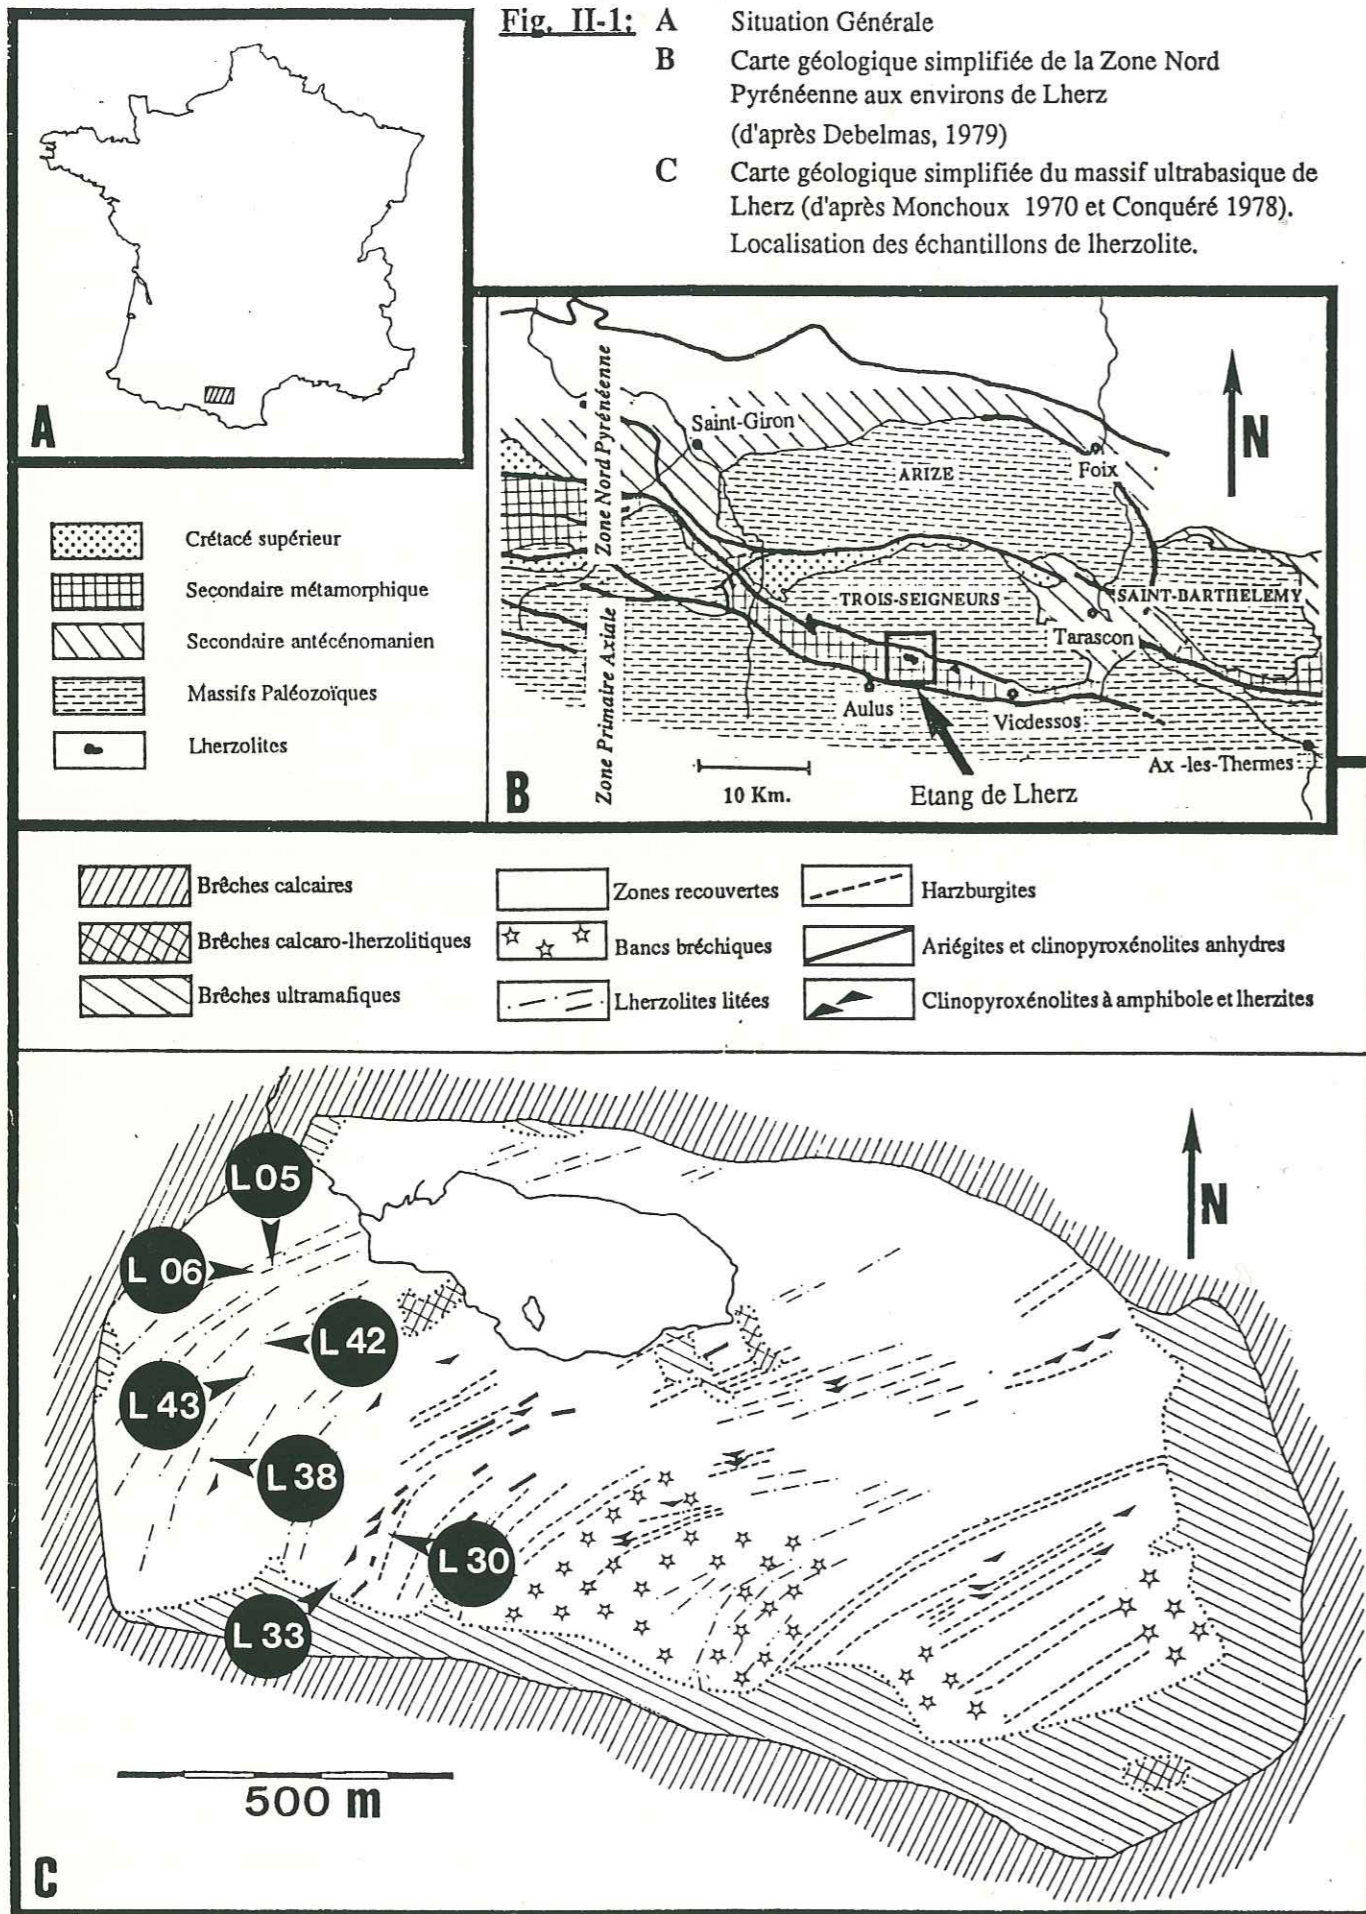 Fig. II-1: A Situation Générale
B Carte géologique simplifiée de la Zone Nord
Pyrénéenne aux environs de Lherz
(d'après Debelmas, 1979)
C Carte géologique simplifiée du massif ultrabasique de
Lherz (d'après Monchoux 1970 et Conquéré 1978).
Localisation des échantillons de lherzolite.
A
Crétacé supérieur
Secondaire métamorphique
Secondaire antécénomanien
Massifs Paléozoïques
Lherzolites
Zone Nord Pyrénéenne
Zone Primaire Axiale
Saint-Giron
ARIZE
Foix
N
TROIS-SEIGNEURS
SAINT-BARTHELEMY
Tarascon
Aulus
Vicdessos
Ax -les-Thermes
10 Km.
Etang de Lherz
B
Brêches calcaires
Brêches calcaro-lherzolitiques
Brêches ultramafiques
Zones recouvertes
Bancs bréchiques
Lherzolites litées
Harzburgites
Ariégites et clinopyroxénolites anhydres
Clinopyroxénolites à amphibole et lherzites
L 05
N
L 06
L 42
L 43
L 38
L 30
L 33
500 m
C